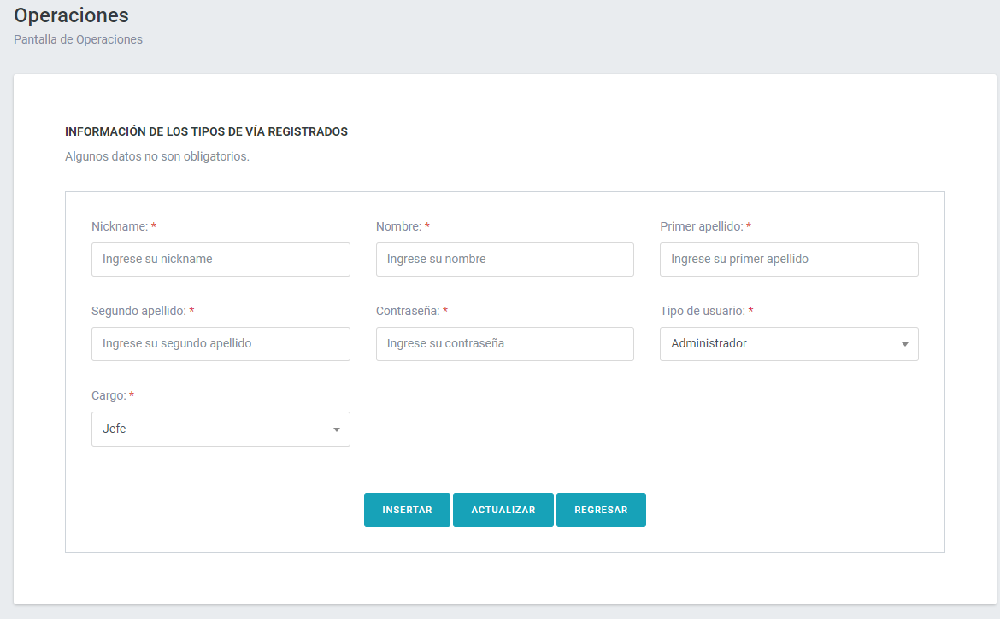 Operaciones
Pantalla de Operaciones
INFORMACIÓN DE LOS TIPOS DE VÍA REGISTRADOS
Algunos datos no son obligatorios.
Nickname: * Nombre: * Primer apellido: *
Ingrese su nickname Ingrese su nombre Ingrese su primer apellido
Segundo apellido: * Contraseña: * Tipo de usuario: *
Ingrese su segundo apellido Ingrese su contraseña Administrador
Cargo: *
Jefe
INSERTAR ACTUALIZAR REGRESAR